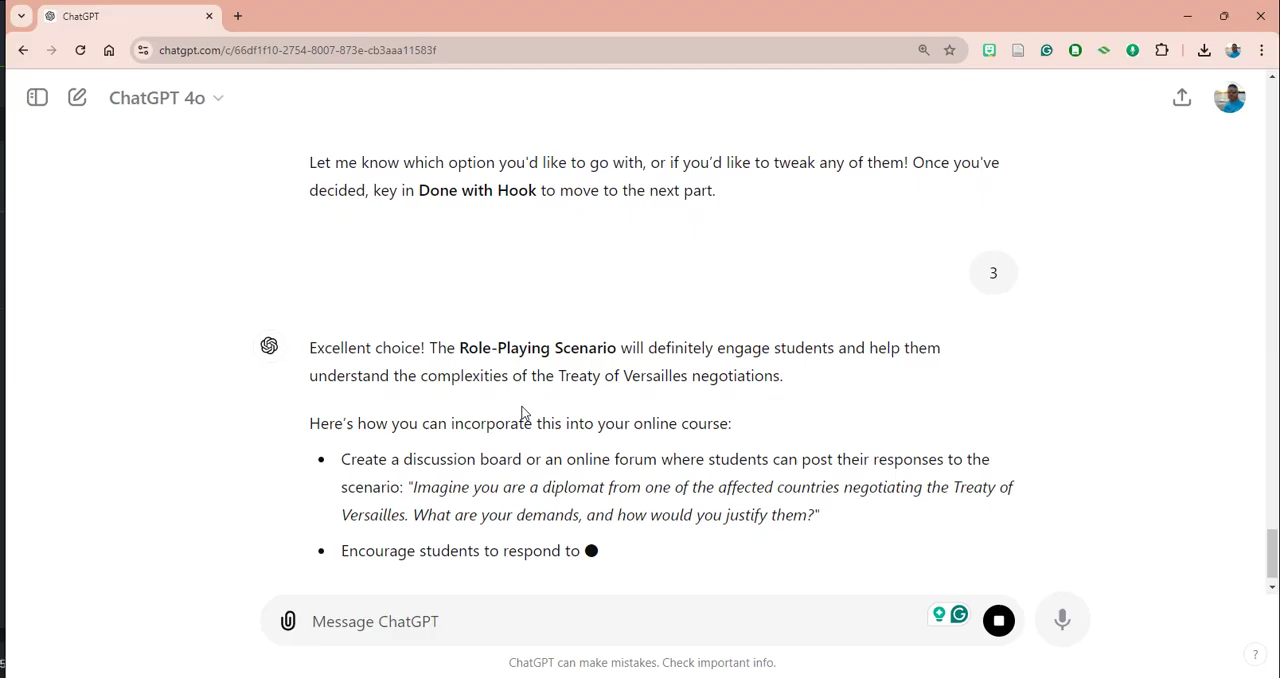 ChatGPT
chatgpt.com/c/66df1f10-2754-8007-873e-cb3aaa11583f
ChatGPT 4o
Let me know which option you'd like to go with, or if you'd like to tweak any of them! Once you've
decided, key in Done with Hook to move to the next part.
3
Excellent choice! The Role-Playing Scenario will definitely engage students and help them
understand the complexities of the Treaty of Versailles negotiations.
Here's how you can incorporate this into your online course:
• Create a discussion board or an online forum where students can post their responses to the
scenario: "Imagine you are a diplomat from one of the affected countries negotiating the Treaty of
Versailles. What are your demands, and how would you justify them?"
• Encourage students to respond to
Message ChatGPT
ChatGPT can make mistakes. Check important info.
?